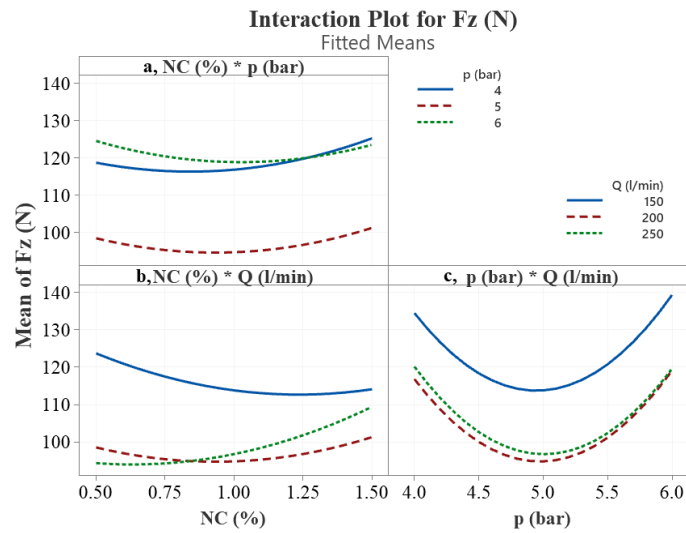 Interaction Plot for Fz (N)
Fitted Means
a, NC (%) * p (bar)
p (bar)
4
5
6
Q (l/min)
150
200
250
140
130
120
110
100
Mean of Fz (N)
b,NC (%) * Q (l/min)
c, p (bar) * Q (l/min)
140
130
120
110
100
0.50 0.75 1.00 1.25 1.50
4.0 4.5 5.0 5.5 6.0
NC (%)
p (bar)